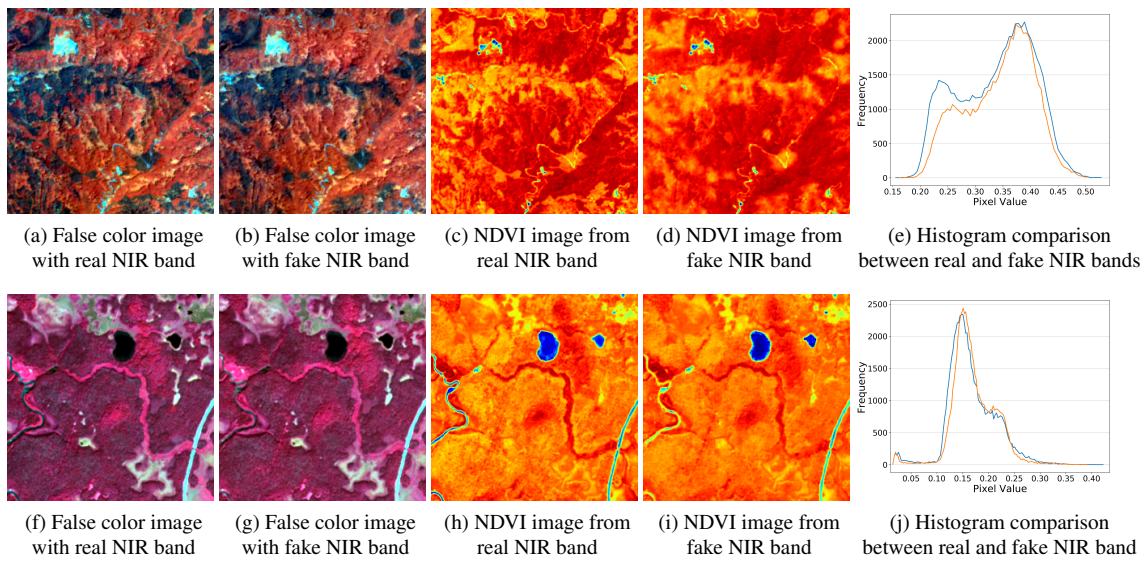 2000
1500
1000
500
0
Frequency
0.15 0.20 0.25 0.30 0.35 0.40 0.45 0.50
Pixel Value
(a) False color image
with real NIR band
(b) False color image
with fake NIR band
(c) NDVI image from
real NIR band
(d) NDVI image from
fake NIR band
(e) Histogram comparison
between real and fake NIR bands
2500
2000
1500
1000
500
0
Frequency
0.05 0.10 0.15 0.20 0.25 0.30 0.35 0.40
Pixel Value
(f) False color image
with real NIR band
(g) False color image
with fake NIR band
(h) NDVI image from
real NIR band
(i) NDVI image from
fake NIR band
(j) Histogram comparison
between real and fake NIR band